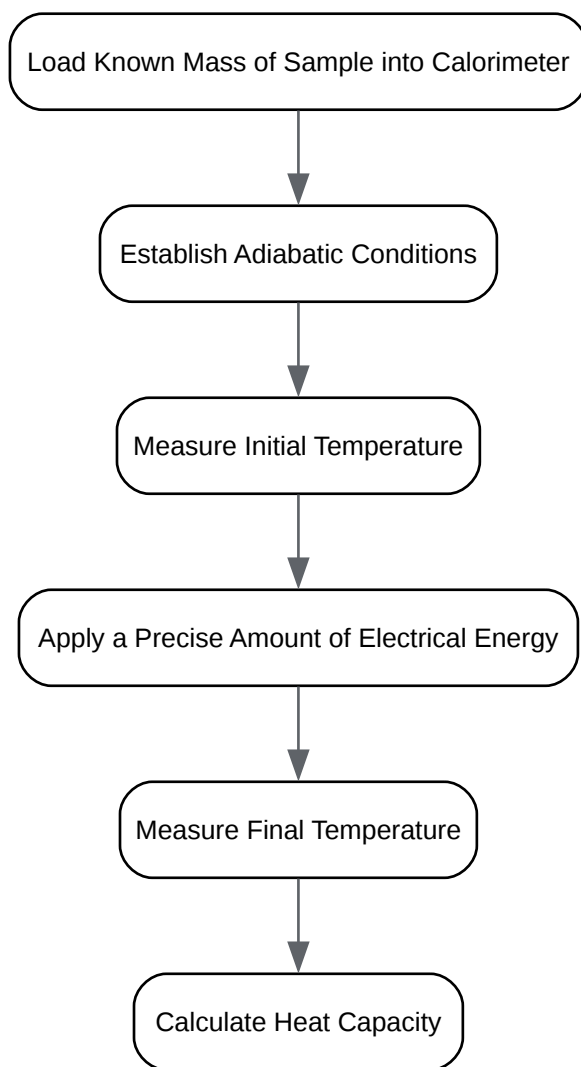 Load Known Mass of Sample into Calorimeter
Establish Adiabatic Conditions
Measure Initial Temperature
Apply a Precise Amount of Electrical Energy
Measure Final Temperature
Calculate Heat Capacity